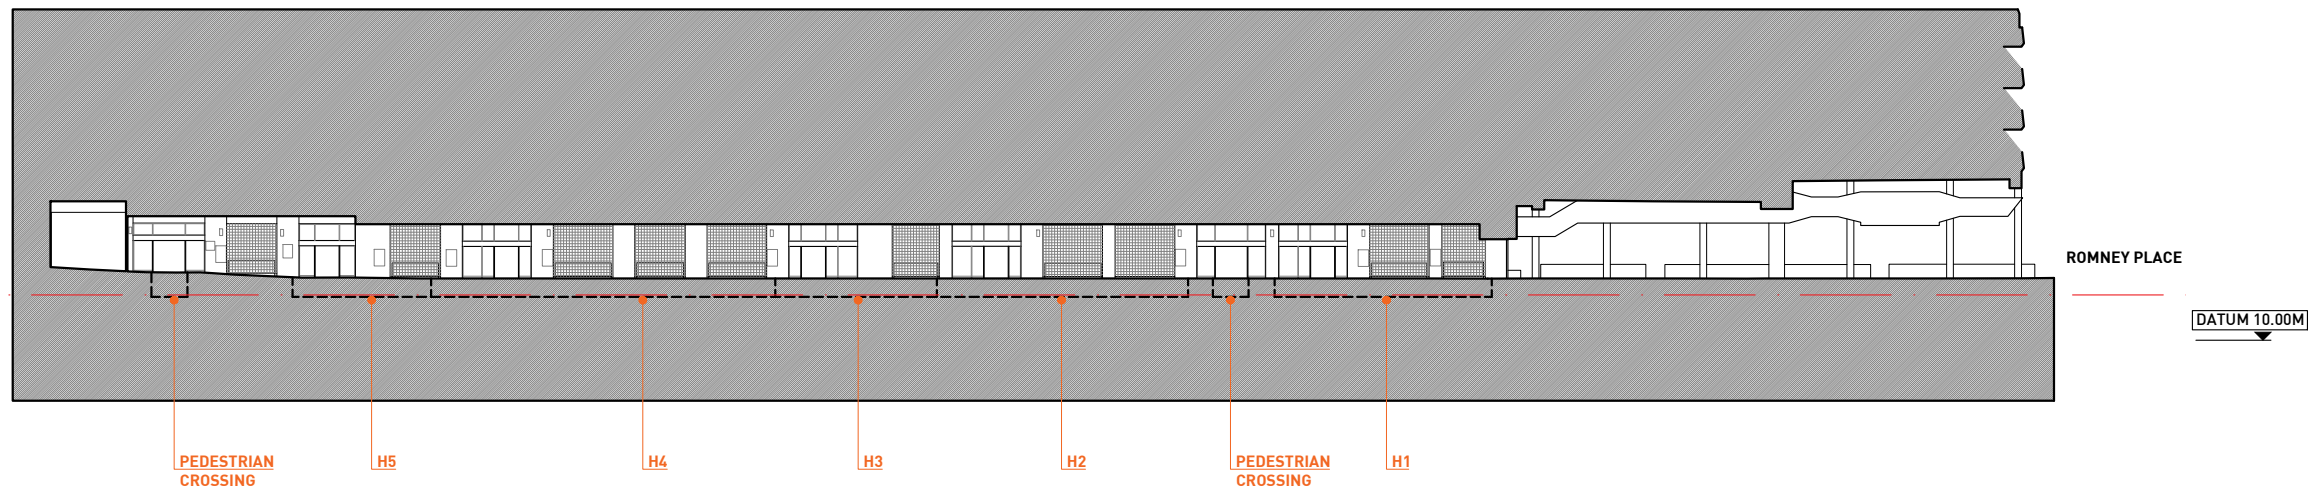 ROMNEY PLACE
DATUM 10.00M
PEDESTRIAN
CROSSING
H5
H4
H3
H2
PEDESTRIAN
CROSSING
H1